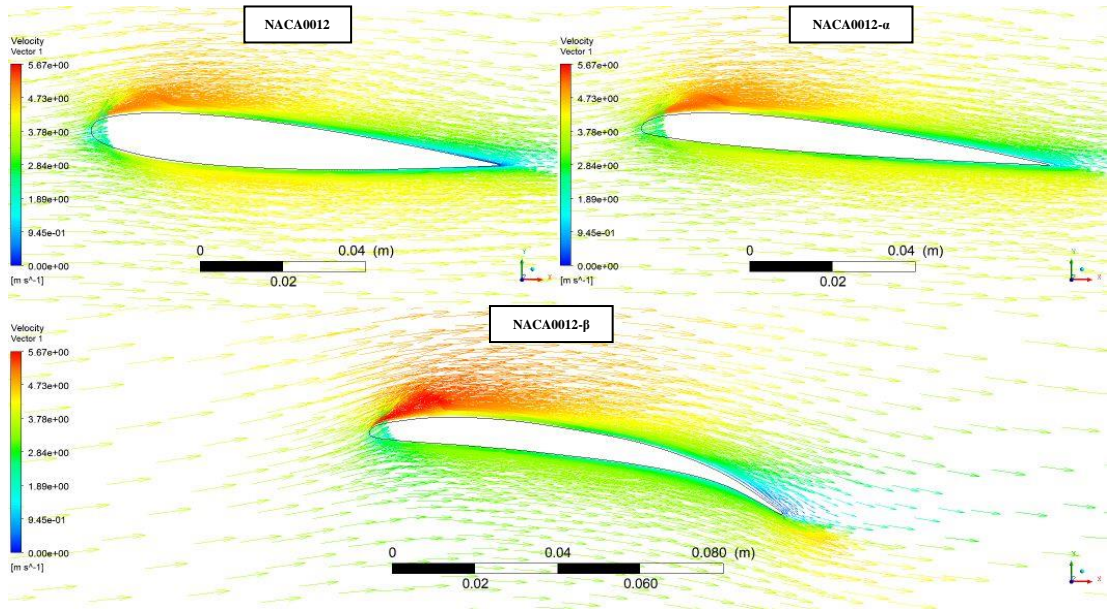 NACA0012
Velocity
Vector 1
5.67e+00
4.73e+00
3.78e+00
2.84e+00
1.89e+00
9.45e-01
0.00e+00
[m s^-1]
0 0.04 (m)
0.02
Y
X
NACA0012-α
Velocity
Vector 1
5.67e+00
4.73e+00
3.78e+00
2.84e+00
1.89e+00
9.45e-01
0.00e+00
[m s^-1]
0 0.04 (m)
0.02
Y
X
NACA0012-β
Velocity
Vector 1
5.67e+00
4.73e+00
3.78e+00
2.84e+00
1.89e+00
9.45e-01
0.00e+00
[m s^-1]
0 0.04 0.080 (m)
0.02 0.060
Y
X